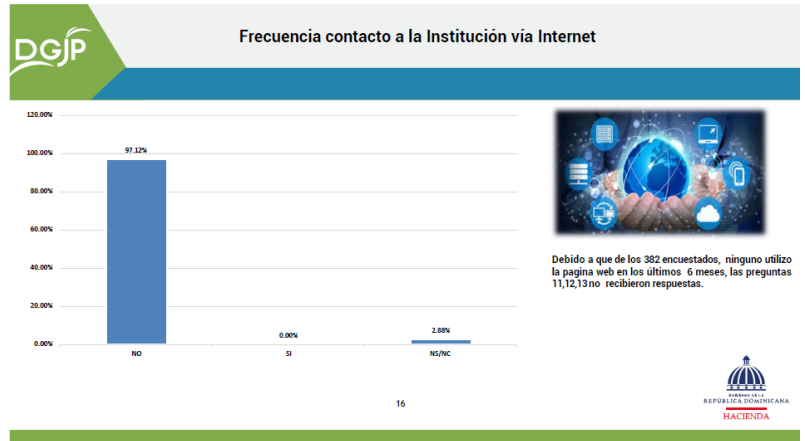 DGJP
Frecuencia contacto a la Institución vía Internet
120.00%
100.00%
80.00%
60.00%
40.00%
20.00%
0.00%
97.12%
0.00%
2.88%
NO
SI
NS/NC
Debido a que de los 382 encuestados, ninguno utilizo
la pagina web en los últimos 6 meses, las preguntas
11,12,13 no recibieron respuestas.
16
GOBIERNO DE LA
REPÚBLICA DOMINICANA
HACIENDA